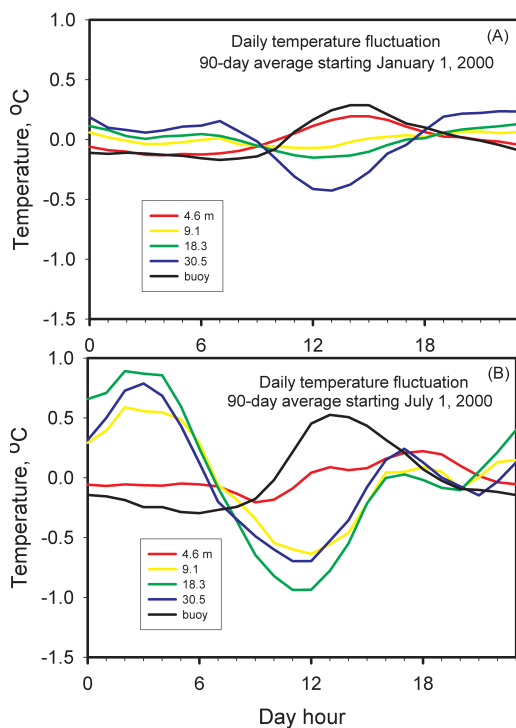 (A)
Daily temperature fluctuation
90-day average starting January 1, 2000
1.0
0.5
0.0
-0.5
-1.0
-1.5
Temperature, ºC
4.6 m
9.1
18.3
30.5
buoy
0 6 12 18
(B)
Daily temperature fluctuation
90-day average starting July 1, 2000
1.0
0.5
0.0
-0.5
-1.0
-1.5
Temperature, ºC
4.6 m
9.1
18.3
30.5
buoy
0 6 12 18
Day hour